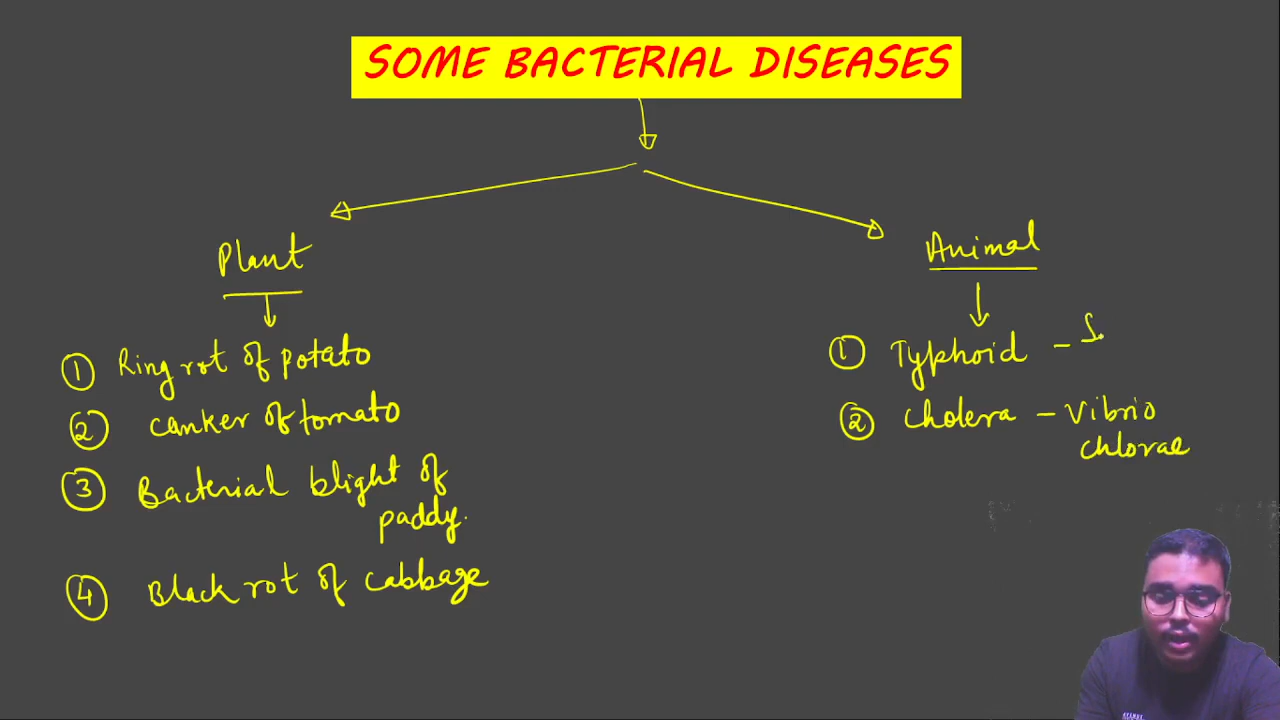 SOME BACTERIAL DISEASES
Plant
① Ring rot of potato
② canker of tomato
③ Bacterial blight of
paddy.
④ Black rot of cabbage
Animal
① Typhoid - S.
② cholera - Vibrio
chlorae